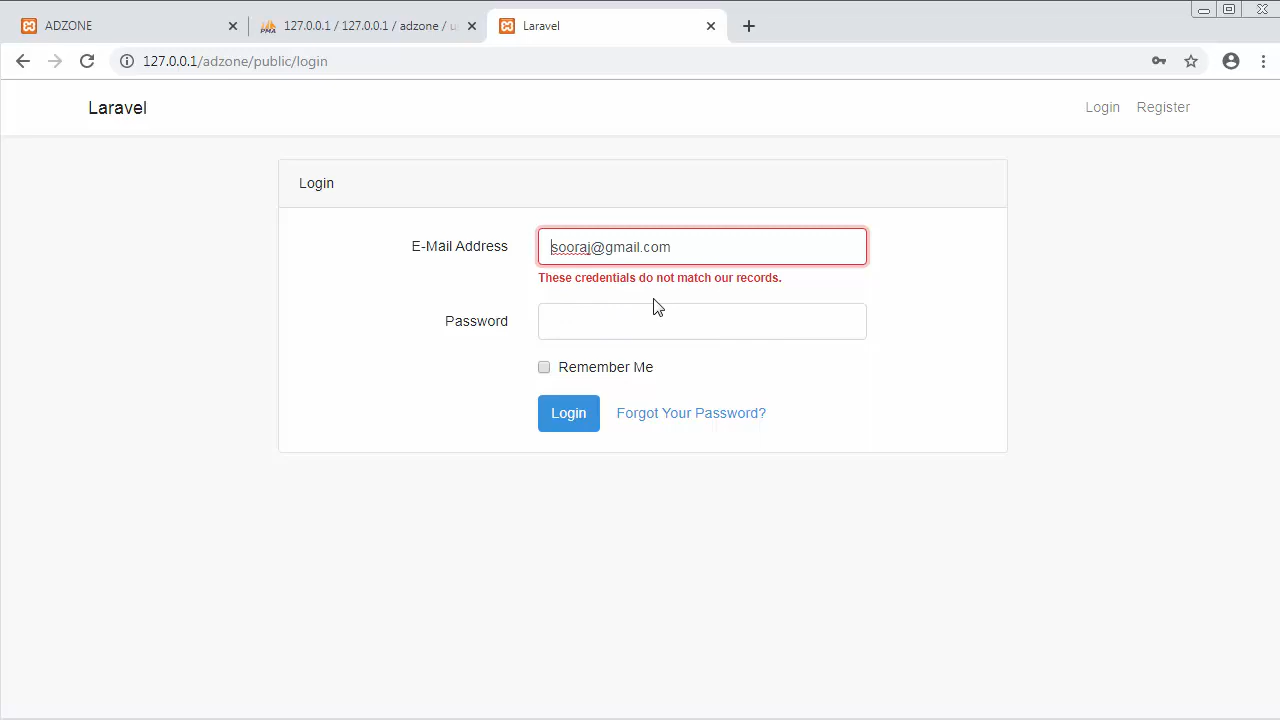 ADZONE
127.0.0.1 / 127.0.0.1 / adzone / u
Laravel
127.0.0.1/adzone/public/login
Laravel
Login
Register
Login
E-Mail Address
sooraj@gmail.com
These credentials do not match our records.
Password
Remember Me
Login
Forgot Your Password?